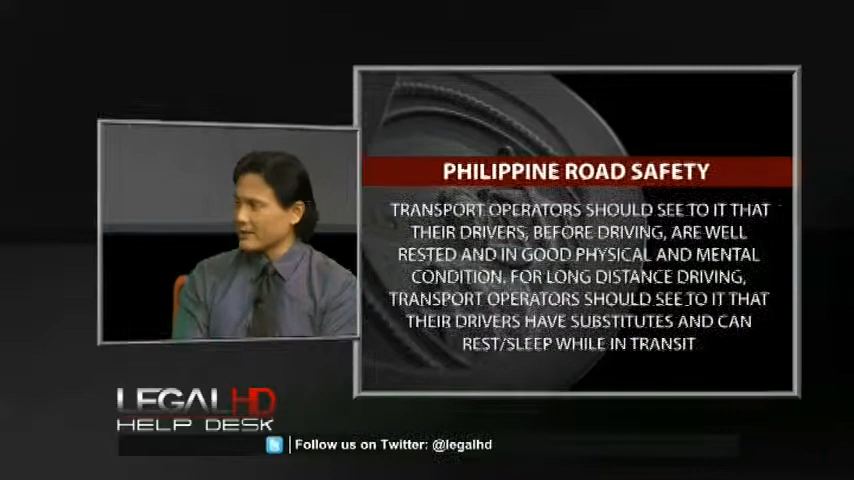 PHILIPPINE ROAD SAFETY
TRANSPORT OPERATORS SHOULD SEE TO IT THAT
THEIR DRIVERS, BEFORE DRIVING, ARE WELL
RESTED AND IN GOOD PHYSICAL AND MENTAL
CONDITION. FOR LONG DISTANCE DRIVING,
TRANSPORT OPERATORS SHOULD SEE TO IT THAT
THEIR DRIVERS HAVE SUBSTITUTES AND CAN
REST/SLEEP WHILE IN TRANSIT
LEGALHD
HELP DESK
Follow us on Twitter: @legalhd